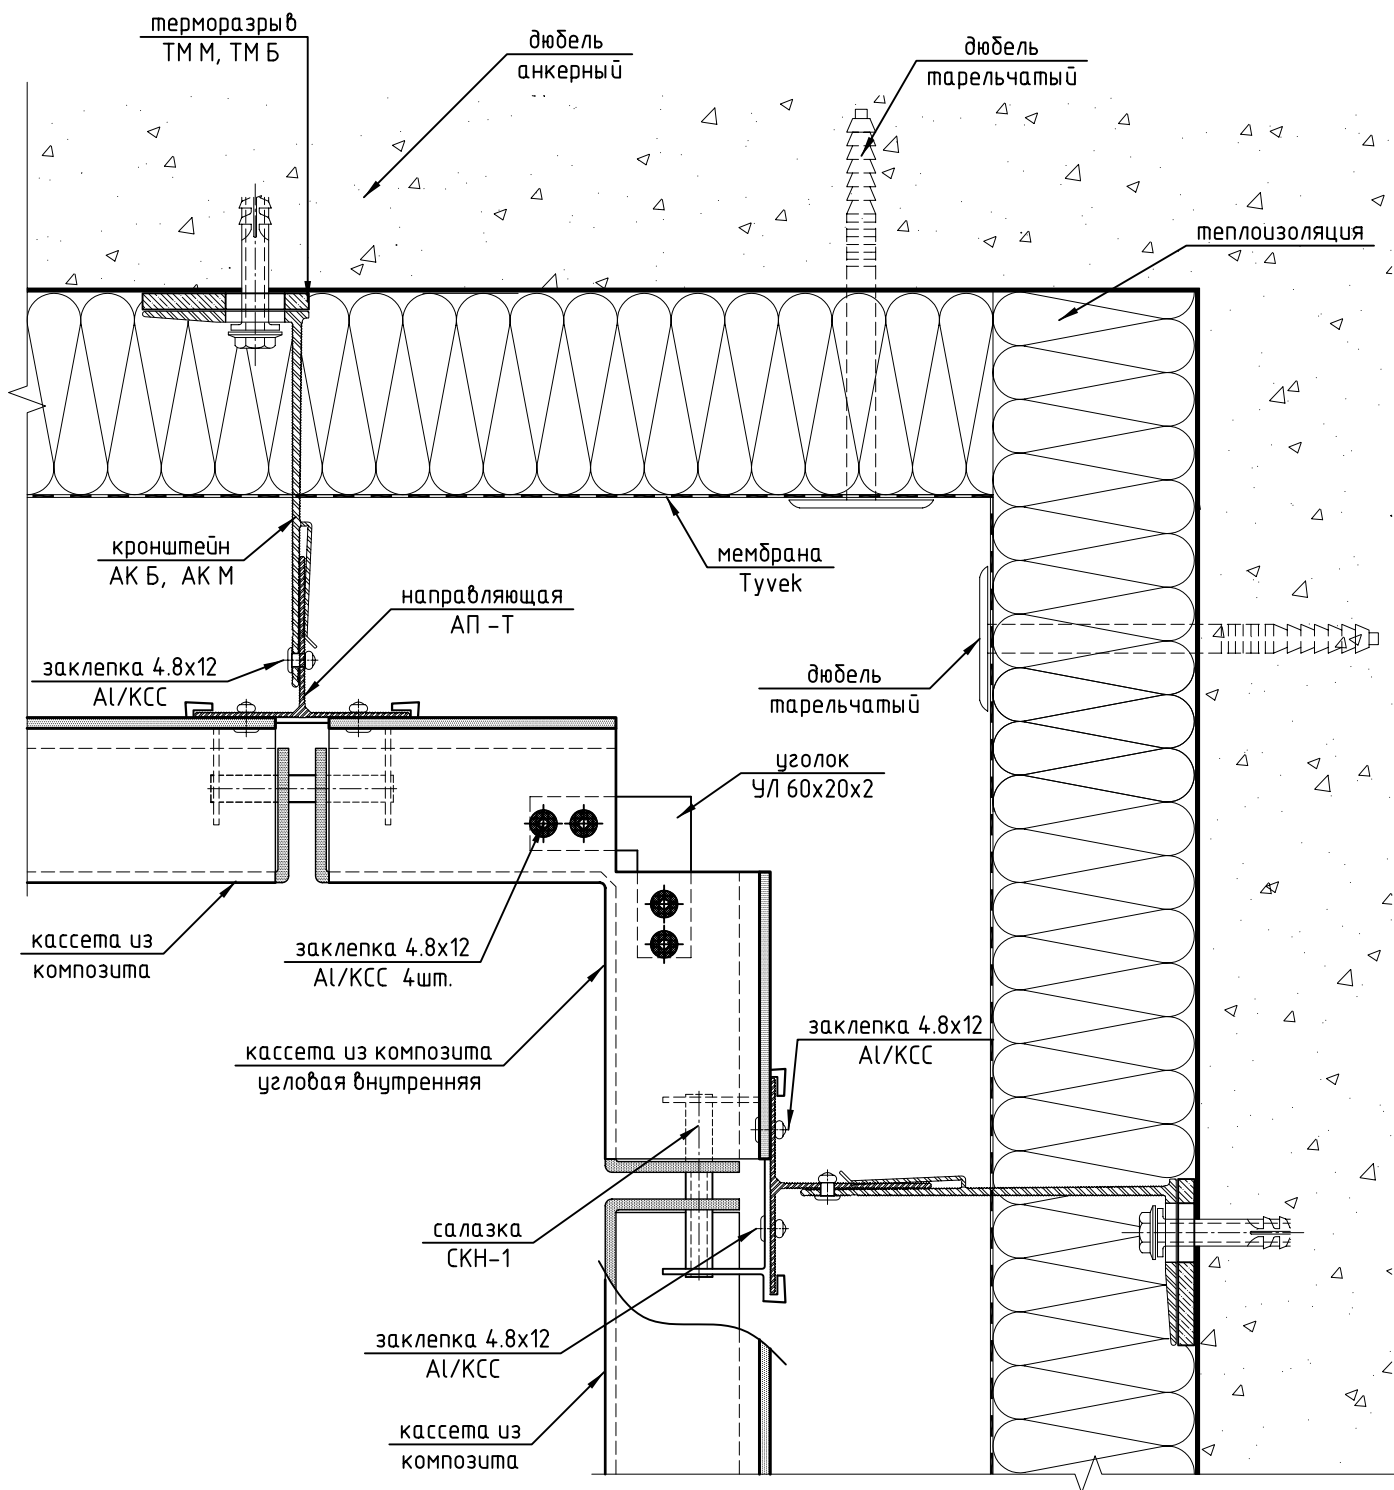 терморазрыв
ТМ М, ТМ Б
дюбель
анкерный
дюбель
тарельчатый
теплоизоляция
кронштейн
АК Б, АК М
мембрана
Tyvek
направляющая
АП -Т
заклепка 4.8х12
Al/КСС
дюбель
тарельчатый
уголок
УЛ 60х20х2
кассета из
композита
заклепка 4.8х12
Al/КСС 4шт.
заклепка 4.8х12
Al/КСС
кассета из композита
угловая внутренняя
салазка
СКН-1
заклепка 4.8х12
Al/КСС
кассета из
композита